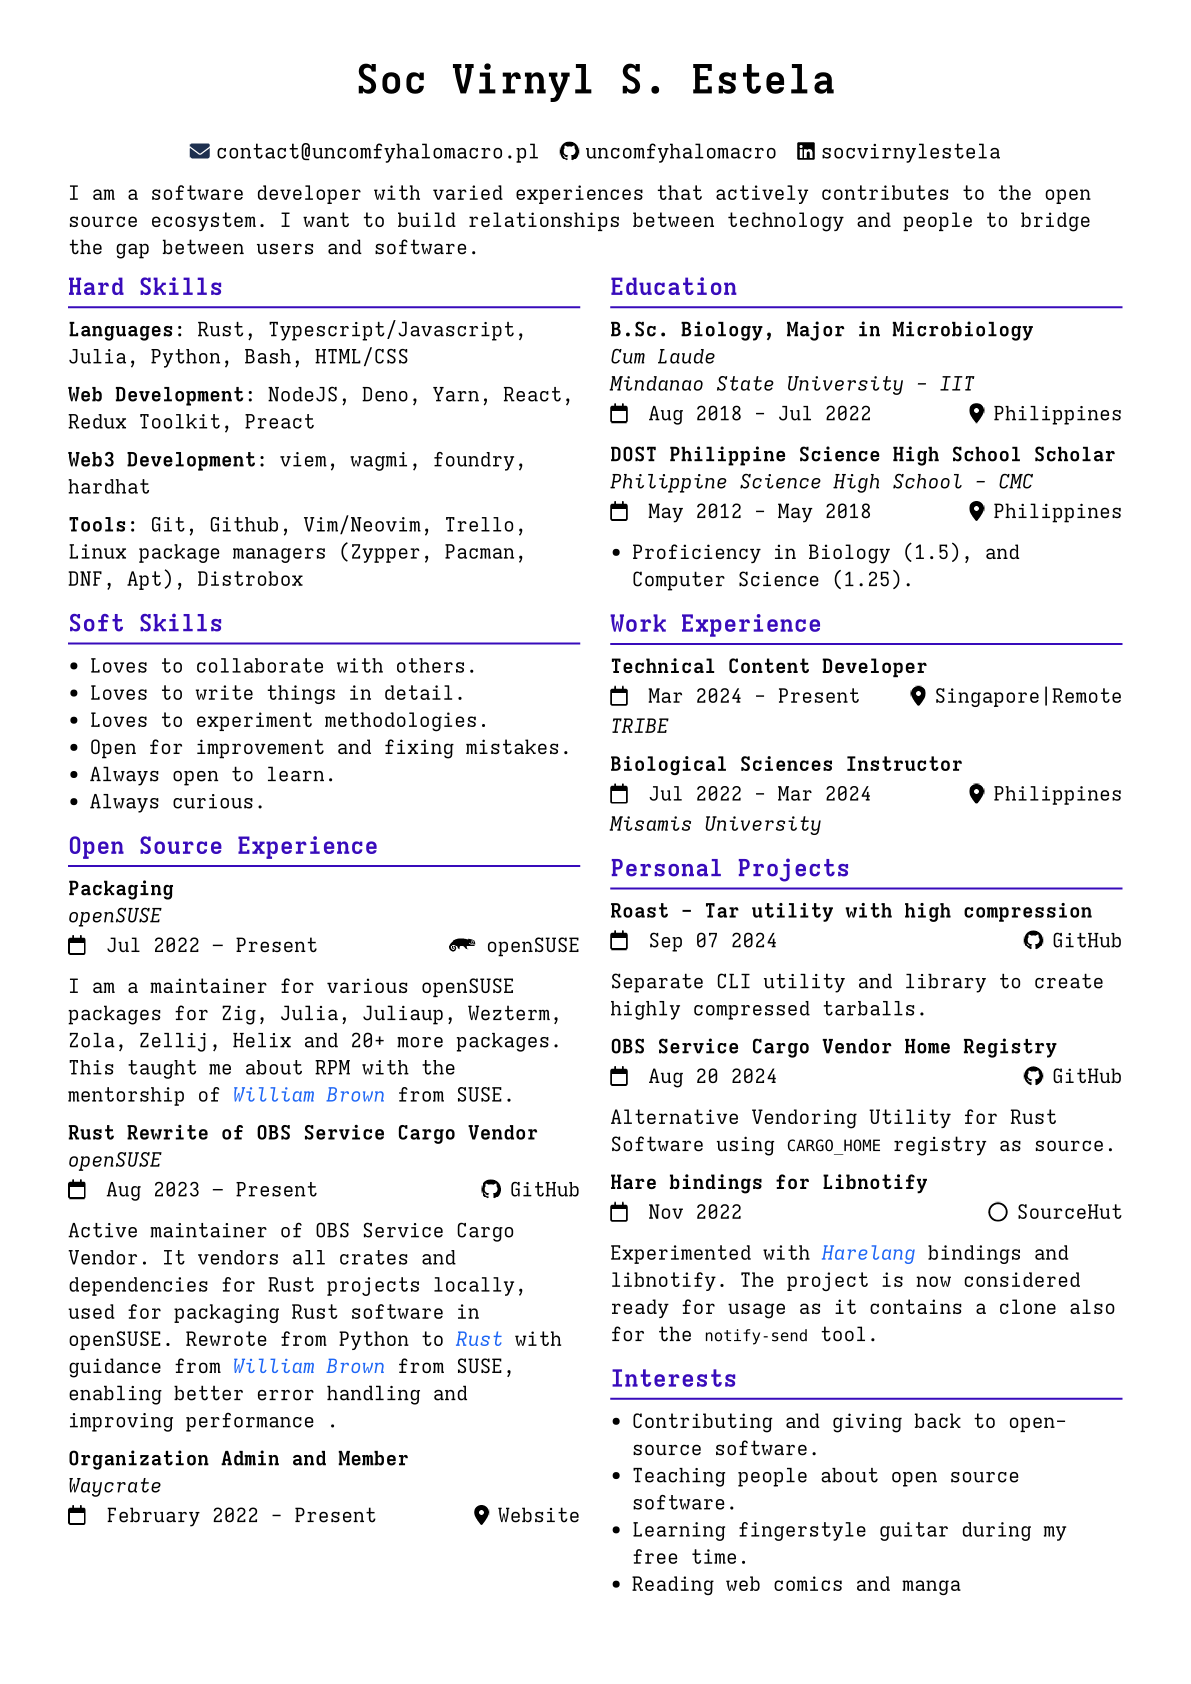 Soc Virnyl S. Estela
contact@uncomfyhalomacro.pl uncomfyhalomacro socvirnylestela
I am a software developer with varied experiences that actively contributes to the open
source ecosystem. I want to build relationships between technology and people to bridge
the gap between users and software.
Hard Skills
Languages: Rust, Typescript/Javascript,
Julia, Python, Bash, HTML/CSS
Web Development: NodeJS, Deno, Yarn, React,
Redux Toolkit, Preact
Web3 Development: viem, wagmi, foundry,
hardhat
Tools: Git, Github, Vim/Neovim, Trello,
Linux package managers (Zypper, Pacman,
DNF, Apt), Distrobox
Soft Skills
• Loves to collaborate with others.
• Loves to write things in detail.
• Loves to experiment methodologies.
• Open for improvement and fixing mistakes.
• Always open to learn.
• Always curious.
Open Source Experience
Packaging
openSUSE
Jul 2022 – Present openSUSE
I am a maintainer for various openSUSE
packages for Zig, Julia, Juliaup, Wezterm,
Zola, Zellij, Helix and 20+ more packages.
This taught me about RPM with the
mentorship of William Brown from SUSE.
Rust Rewrite of OBS Service Cargo Vendor
openSUSE
Aug 2023 – Present GitHub
Active maintainer of OBS Service Cargo
Vendor. It vendors all crates and
dependencies for Rust projects locally,
used for packaging Rust software in
openSUSE. Rewrote from Python to Rust with
guidance from William Brown from SUSE,
enabling better error handling and
improving performance .
Organization Admin and Member
Waycrate
February 2022 - Present Website
Education
B.Sc. Biology, Major in Microbiology
Cum Laude
Mindanao State University - IIT
Aug 2018 - Jul 2022 Philippines
DOST Philippine Science High School Scholar
Philippine Science High School - CMC
May 2012 - May 2018 Philippines
• Proficiency in Biology (1.5), and
Computer Science (1.25).
Work Experience
Technical Content Developer
Mar 2024 - Present Singapore|Remote
TRIBE
Biological Sciences Instructor
Jul 2022 - Mar 2024 Philippines
Misamis University
Personal Projects
Roast - Tar utility with high compression
Sep 07 2024 GitHub
Separate CLI utility and library to create
highly compressed tarballs.
OBS Service Cargo Vendor Home Registry
Aug 20 2024 GitHub
Alternative Vendoring Utility for Rust
Software using CARGO_HOME registry as source.
Hare bindings for Libnotify
Nov 2022 SourceHut
Experimented with Harelang bindings and
libnotify. The project is now considered
ready for usage as it contains a clone also
for the notify-send tool.
Interests
• Contributing and giving back to open-
source software.
• Teaching people about open source
software.
• Learning fingerstyle guitar during my
free time.
• Reading web comics and manga